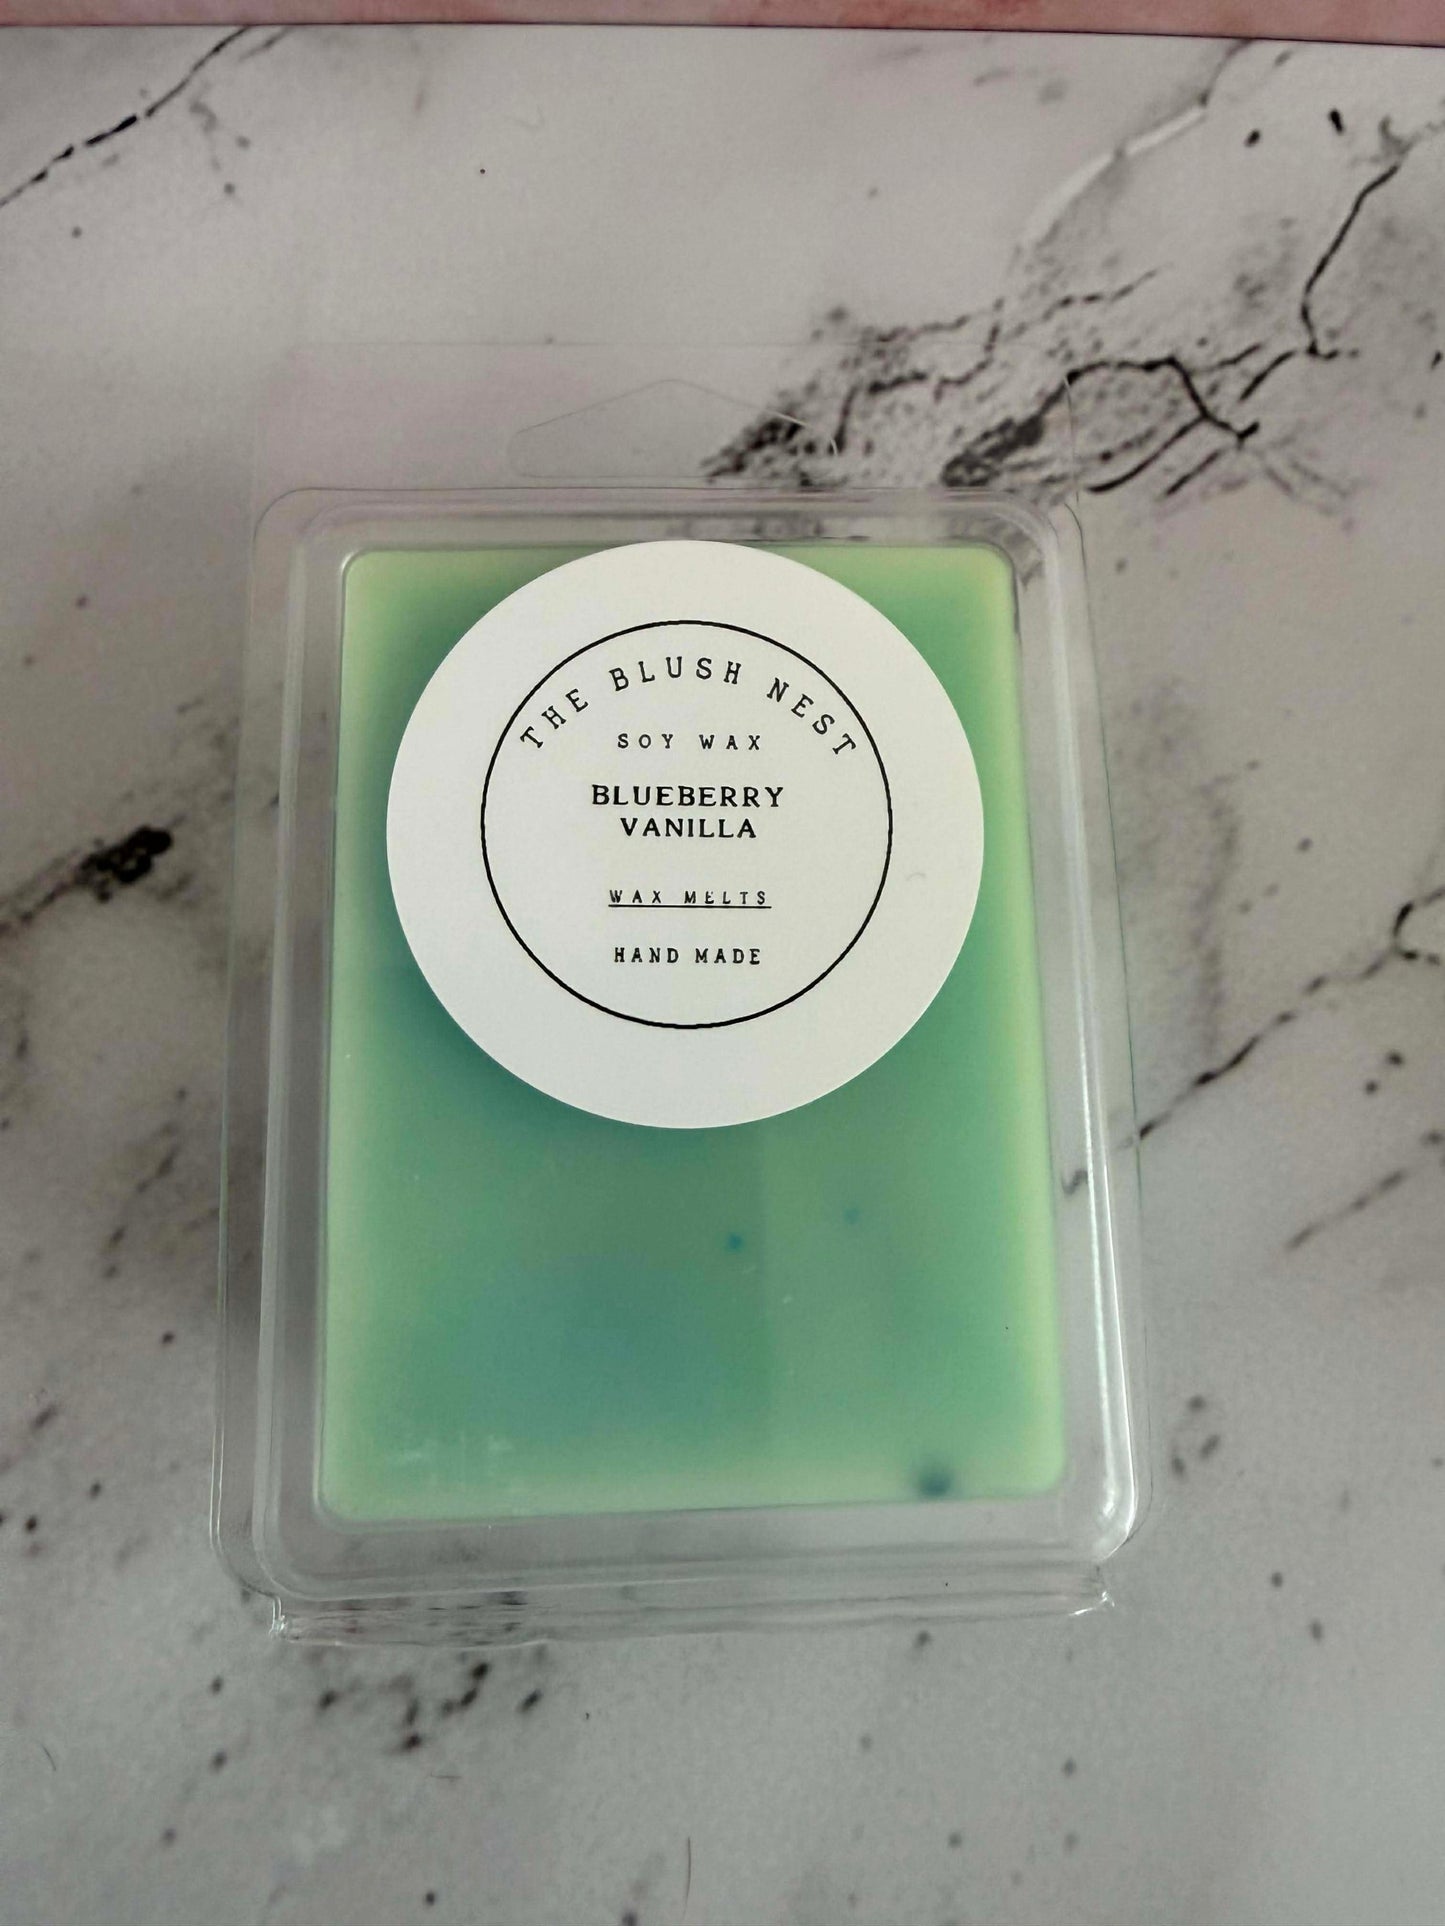 THE BLUSH NEST
SOY WAX
BLUEBERRY
VANILLA
WAX MELTS
HAND MADE